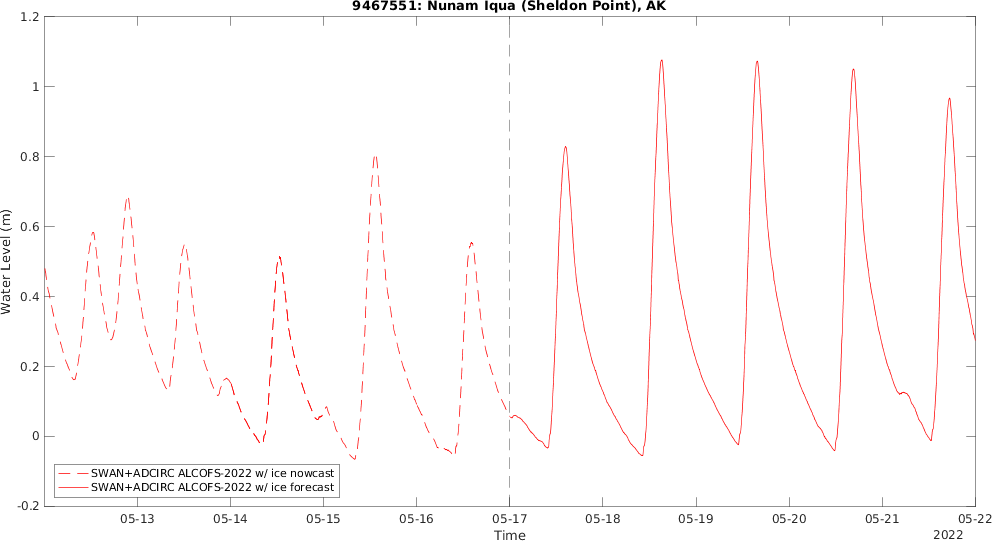 9467551: Nunam Iqua (Sheldon Point), AK
1.2
1
0.8
0.6
0.4
0.2
0
-0.2
Water Level (m)
SWAN+ADCIRC ALCOFS-2022 w/ ice nowcast
SWAN+ADCIRC ALCOFS-2022 w/ ice forecast
05-13 05-14 05-15 05-16 05-17 05-18 05-19 05-20 05-21 05-22
Time
2022